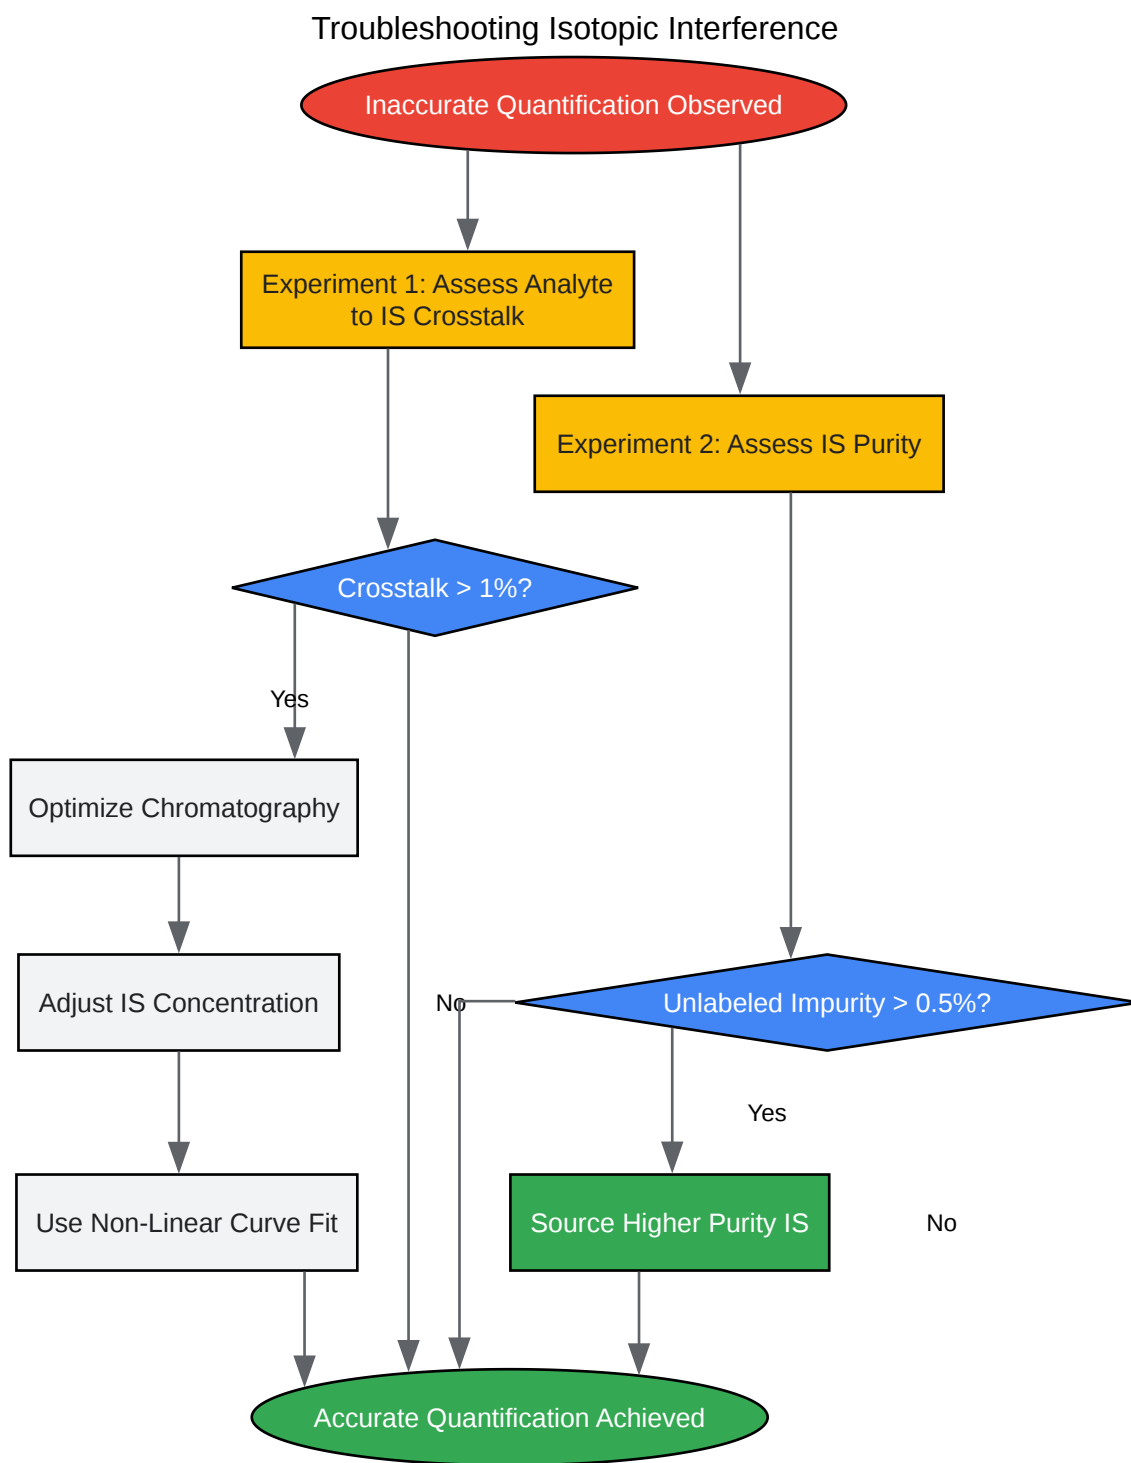 Troubleshooting Isotopic Interference
Inaccurate Quantification Observed
Experiment 1: Assess Analyte
to IS Crosstalk
Experiment 2: Assess IS Purity
Crosstalk > 1%?
Yes
Optimize Chromatography
Adjust IS Concentration
No
Unlabeled Impurity > 0.5%?
Yes
Use Non-Linear Curve Fit
Source Higher Purity IS
No
Accurate Quantification Achieved